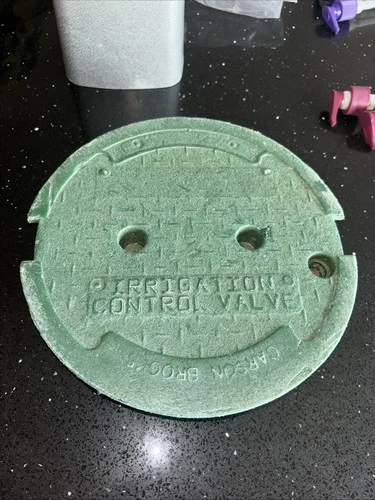 IRRIGATION
CONTROL VALVE
CARSON BROOKS